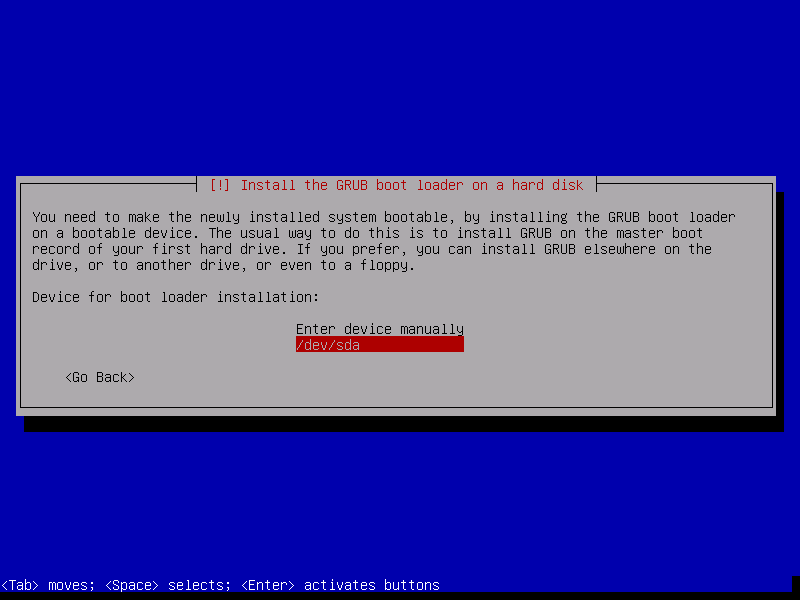 [!] Install the GRUB boot loader on a hard disk
You need to make the newly installed system bootable, by installing the GRUB boot loader
on a bootable device. The usual way to do this is to install GRUB on the master boot
record of your first hard drive. If you prefer, you can install GRUB elsewhere on the
drive, or to another drive, or even to a floppy.
Device for boot loader installation:
Enter device manually
/dev/sda
<Go Back>
<Tab> moves; <Space> selects; <Enter> activates buttons